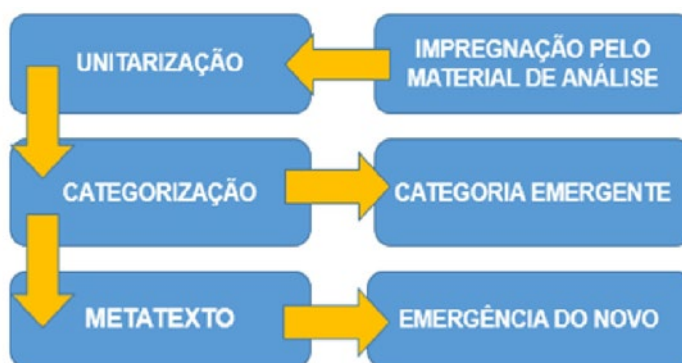 UNITARIZAÇÃO
IMPREGNAÇÃO PELO
MATERIAL DE ANÁLISE
CATEGORIZAÇÃO
CATEGORIA EMERGENTE
METATEXTO
EMERGÊNCIA DO NOVO